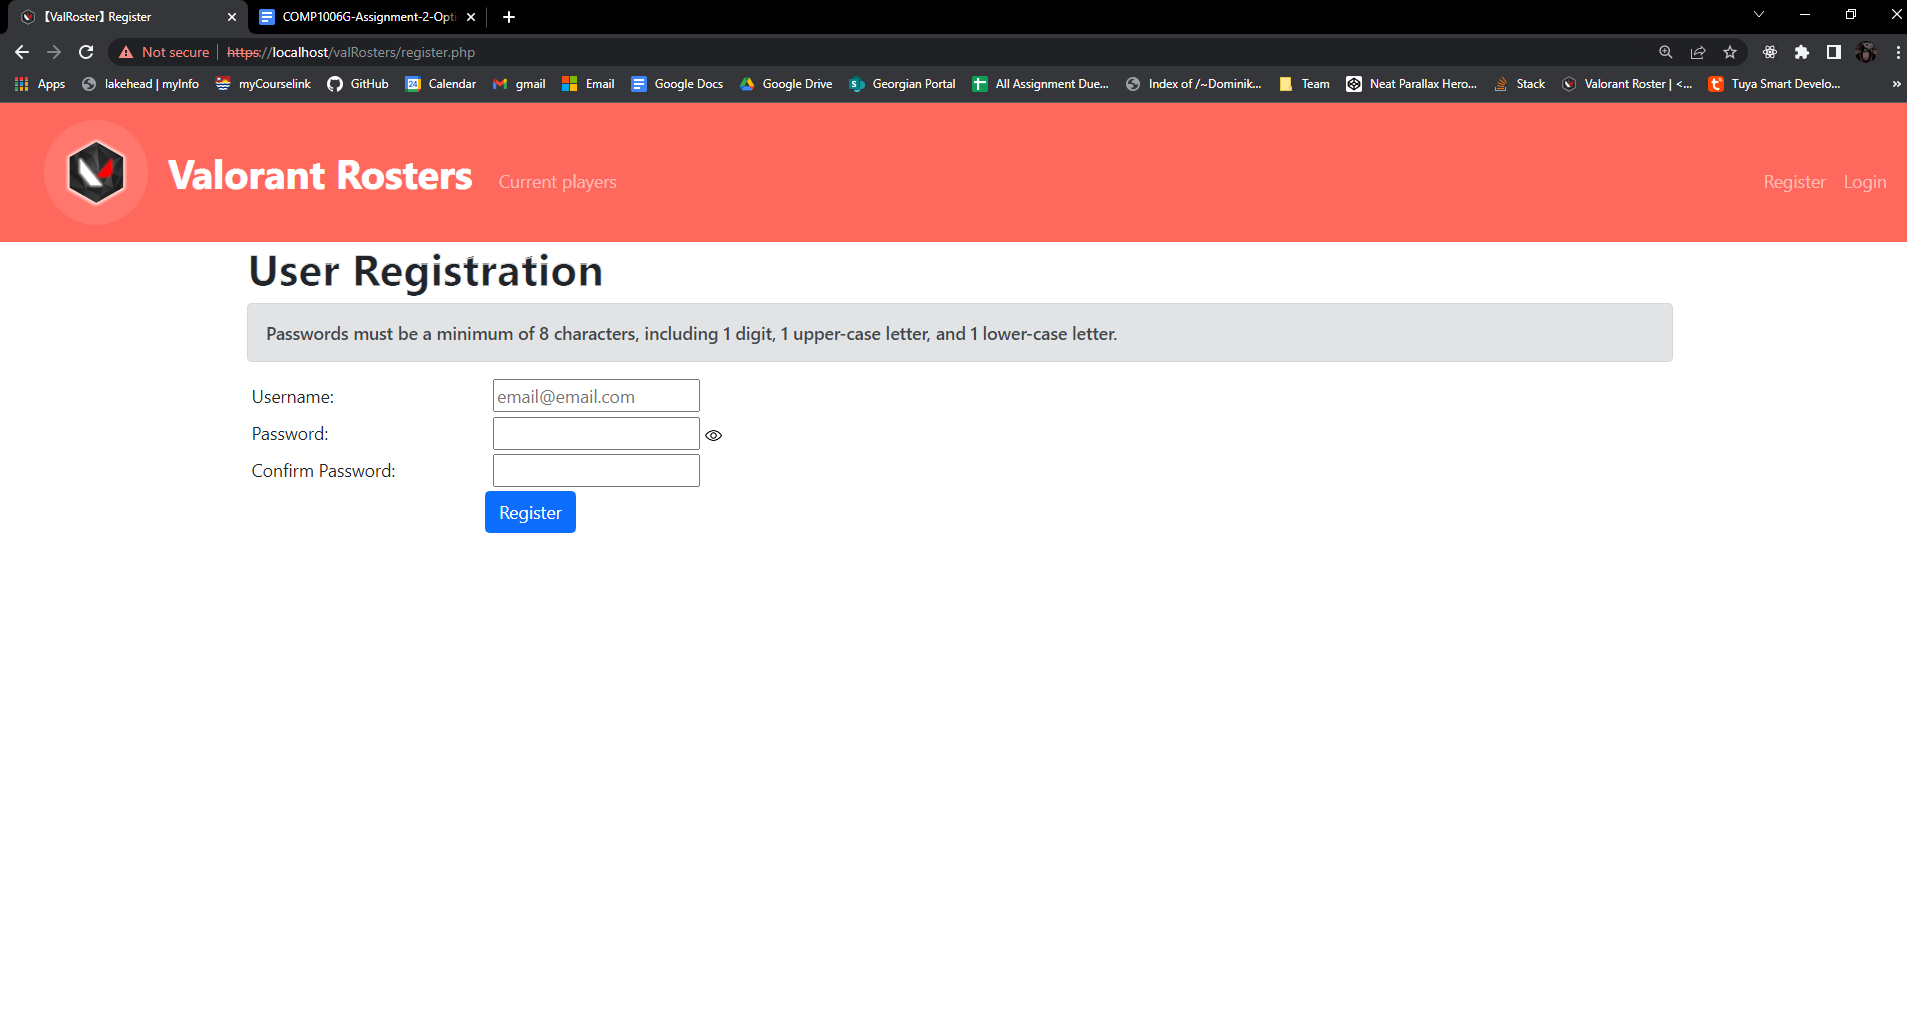 【ValRoster】Register
COMP1006G-Assignment-2-Opti
Not secure https://localhost/valRosters/register.php
Apps lakehead | myInfo myCourselink GitHub 24 Calendar gmail Email Google Docs Google Drive Georgian Portal All Assignment Due... Index of /~Dominik... Team Neat Parallax Hero... Stack Valorant Roster | <... Tuya Smart Develo... »
Valorant Rosters Current players Register Login
User Registration
Passwords must be a minimum of 8 characters, including 1 digit, 1 upper-case letter, and 1 lower-case letter.
Username: email@email.com
Password:
Confirm Password:
Register